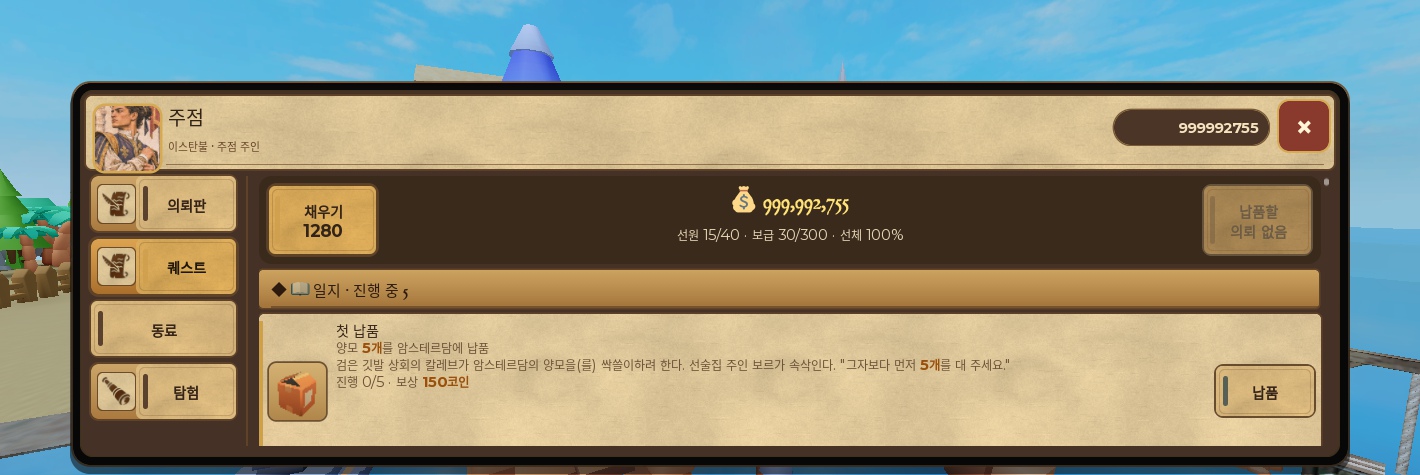 주점
이스탄불 · 주점 주인
999992755
×
의뢰판
퀘스트
동료
탐험
채우기
1280
999,992,755
선원 15/40 · 보급 30/300 · 선체 100%
납품할
의뢰 없음
◆ 일지 · 진행 중 5
첫 납품
양모 5개를 암스테르담에 납품
검은 깃발 상회의 칼레브가 암스테르담의 양모을(를) 싹쓸이하려 한다. 선술집 주인 보르가 속삭인다. "그자보다 먼저 5개를 대 주세요."
진행 0/5 · 보상 150코인
납품